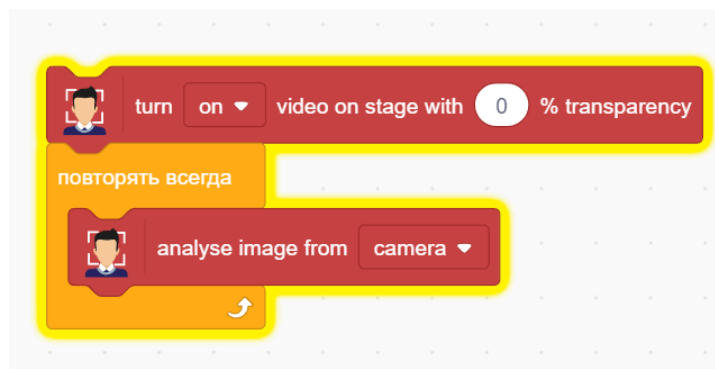 turn on video on stage with 0 % transparency
повторять всегда
analyse image from camera